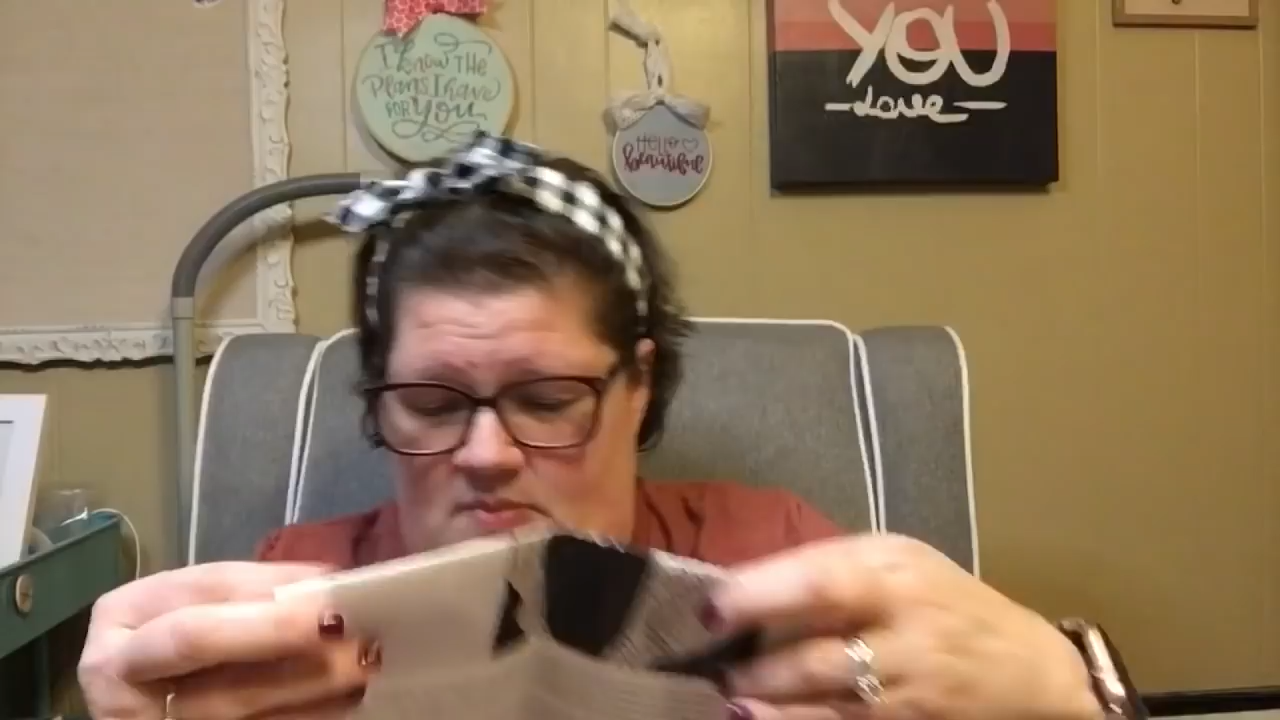 I know THE
Plans I have
FOR You
HELLO
beautiful
YOU
Love